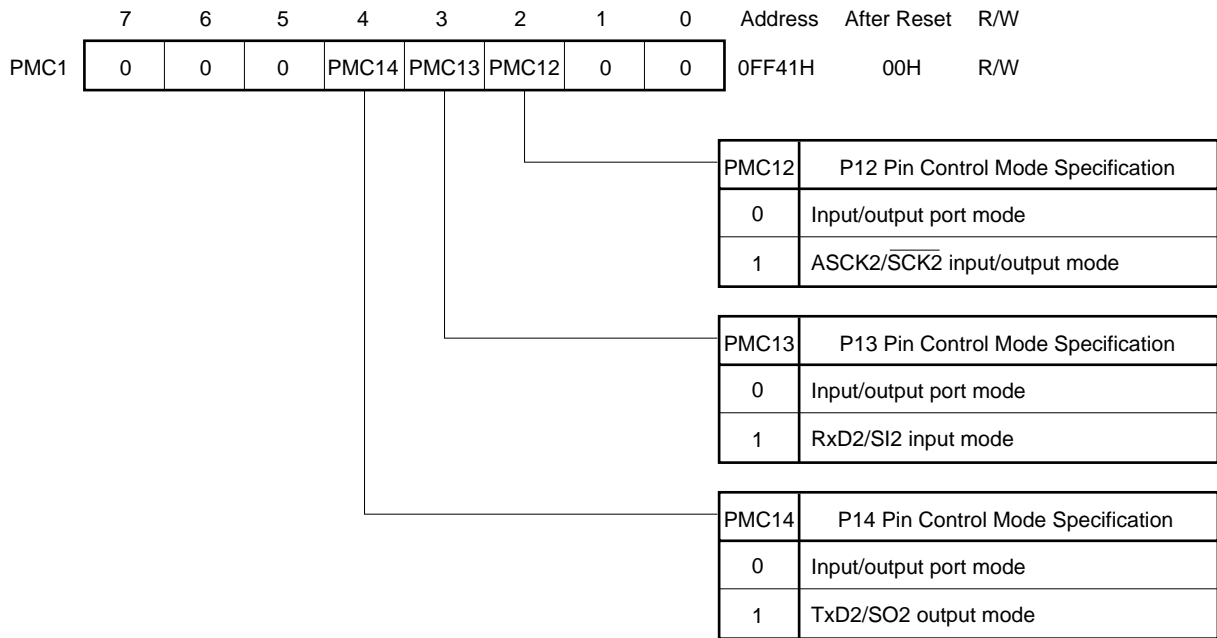 7 6 5 4 3 2 1 0 Address After Reset R/W
PMC1 0 0 0 PMC14 PMC13 PMC12 0 0 0FF41H 00H R/W
PMC12 P12 Pin Control Mode Specification
0 Input/output port mode
1 ASCK2/S̅C̅K̅2̅ input/output mode
PMC13 P13 Pin Control Mode Specification
0 Input/output port mode
1 RxD2/SI2 input mode
PMC14 P14 Pin Control Mode Specification
0 Input/output port mode
1 TxD2/SO2 output mode